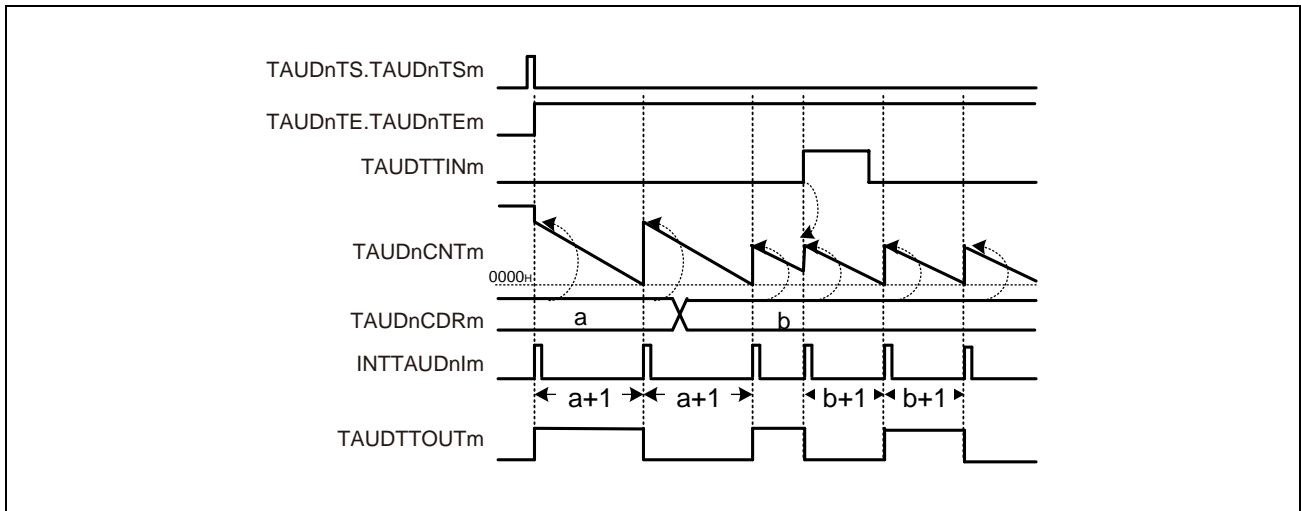 TAUDnTS.TAUDnTSm
TAUDnTE.TAUDnTEm
TAUDTTINm
TAUDnCNTm
0000H
TAUDnCDRm
a
b
INTTAUDnIm
a+1
a+1
b+1
b+1
TAUDTTOUTm